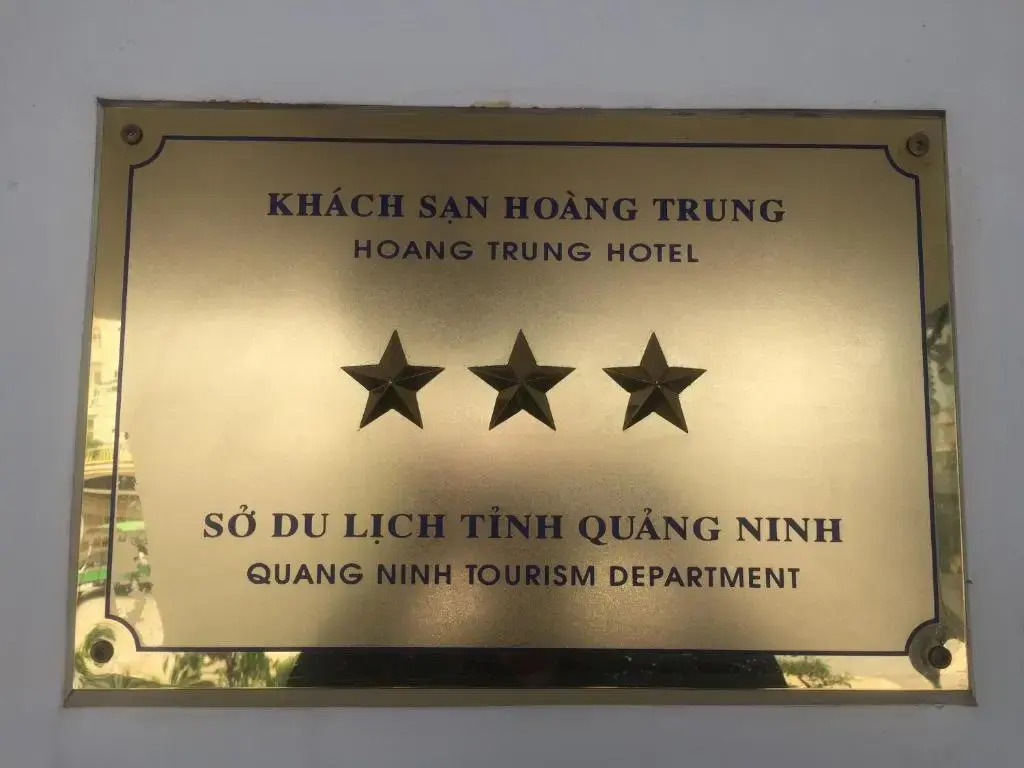 KHÁCH SẠN HOÀNG TRUNG
HOANG TRUNG HOTEL
SỞ DU LỊCH TỈNH QUẢNG NINH
QUANG NINH TOURISM DEPARTMENT